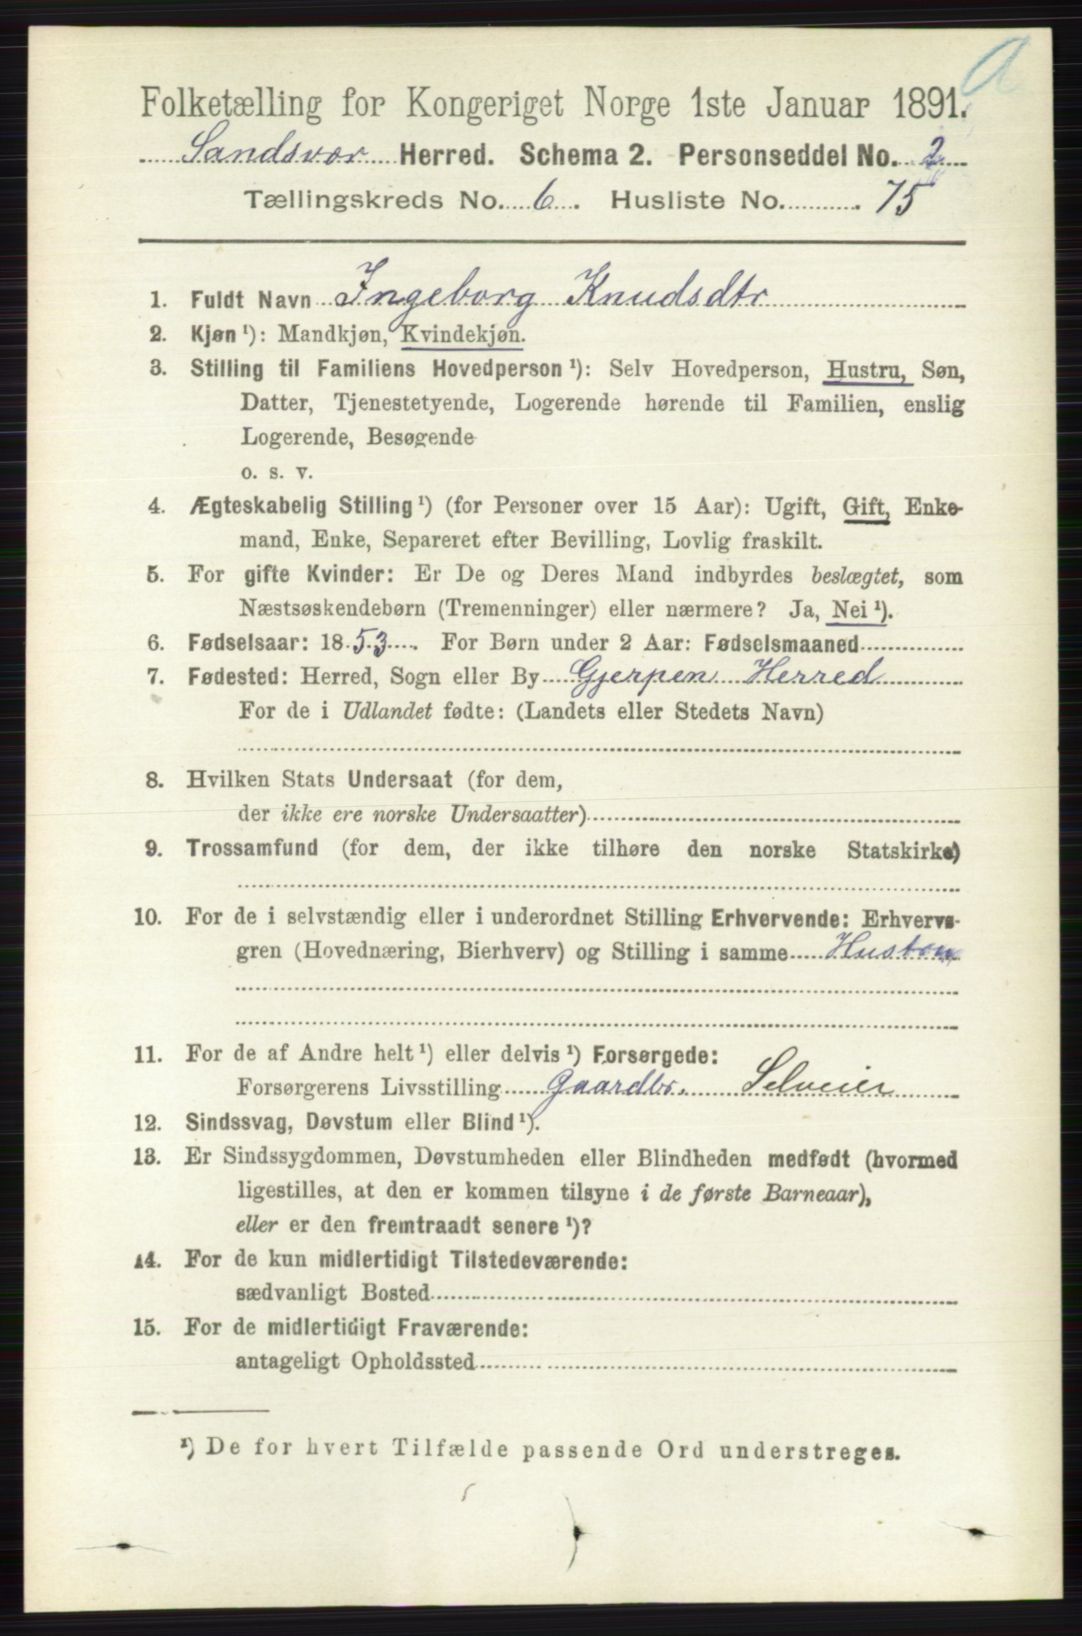 A
Folketælling for Kongeriget Norge 1ste Januar 1891.
Sandsvær Herred. Schema 2. Personseddel No. 2
Tællingskreds No. 6. Husliste No. 75
1. Fuldt Navn Ingeborg Knudsdtr
2. Kjøn ¹): Mandkjøn, Kvindekjøn.
3. Stilling til Familiens Hovedperson ¹): Selv Hovedperson, Hustru, Søn,
Datter, Tjenestetyende, Logerende hørende til Familien, enslig
Logerende, Besøgende
o. s. v.
4. Ægteskabelig Stilling ¹) (for Personer over 15 Aar): Ugift, Gift, Enke-
mand, Enke, Separeret efter Bevilling, Lovlig fraskilt.
5. For gifte Kvinder: Er De og Deres Mand indbyrdes beslægtet, som
Næstsøskendebørn (Tremenninger) eller nærmere? Ja, Nei ¹).
6. Fødselsaar: 1853. For Børn under 2 Aar: Fødselsmaaned
7. Fødested: Herred, Sogn eller By Gjerpen Herred
For de i Udlandet fødte: (Landets eller Stedets Navn)
8. Hvilken Stats Undersaat (for dem,
der ikke ere norske Undersaatter)
9. Trossamfund (for dem, der ikke tilhøre den norske Statskirke)
10. For de i selvstændig eller i underordnet Stilling Erhvervende: Erhvervs-
gren (Hovednæring, Bierhverv) og Stilling i samme
11. For de af Andre helt ¹) eller delvis ¹) Forsørgede:
Forsørgerens Livsstilling Gaardbr. Selveier
12. Sindssvag, Døvstum eller Blind ¹).
13. Er Sindssygdommen, Døvstumheden eller Blindheden medfødt (hvormed
ligestilles, at den er kommen tilsyne i de første Barneaar),
eller er den fremtraadt senere ¹)?
14. For de kun midlertidigt Tilstedeværende:
sædvanligt Bosted
15. For de midlertidigt Fraværende:
antageligt Opholdssted
¹) De for hvert Tilfælde passende Ord understreges.